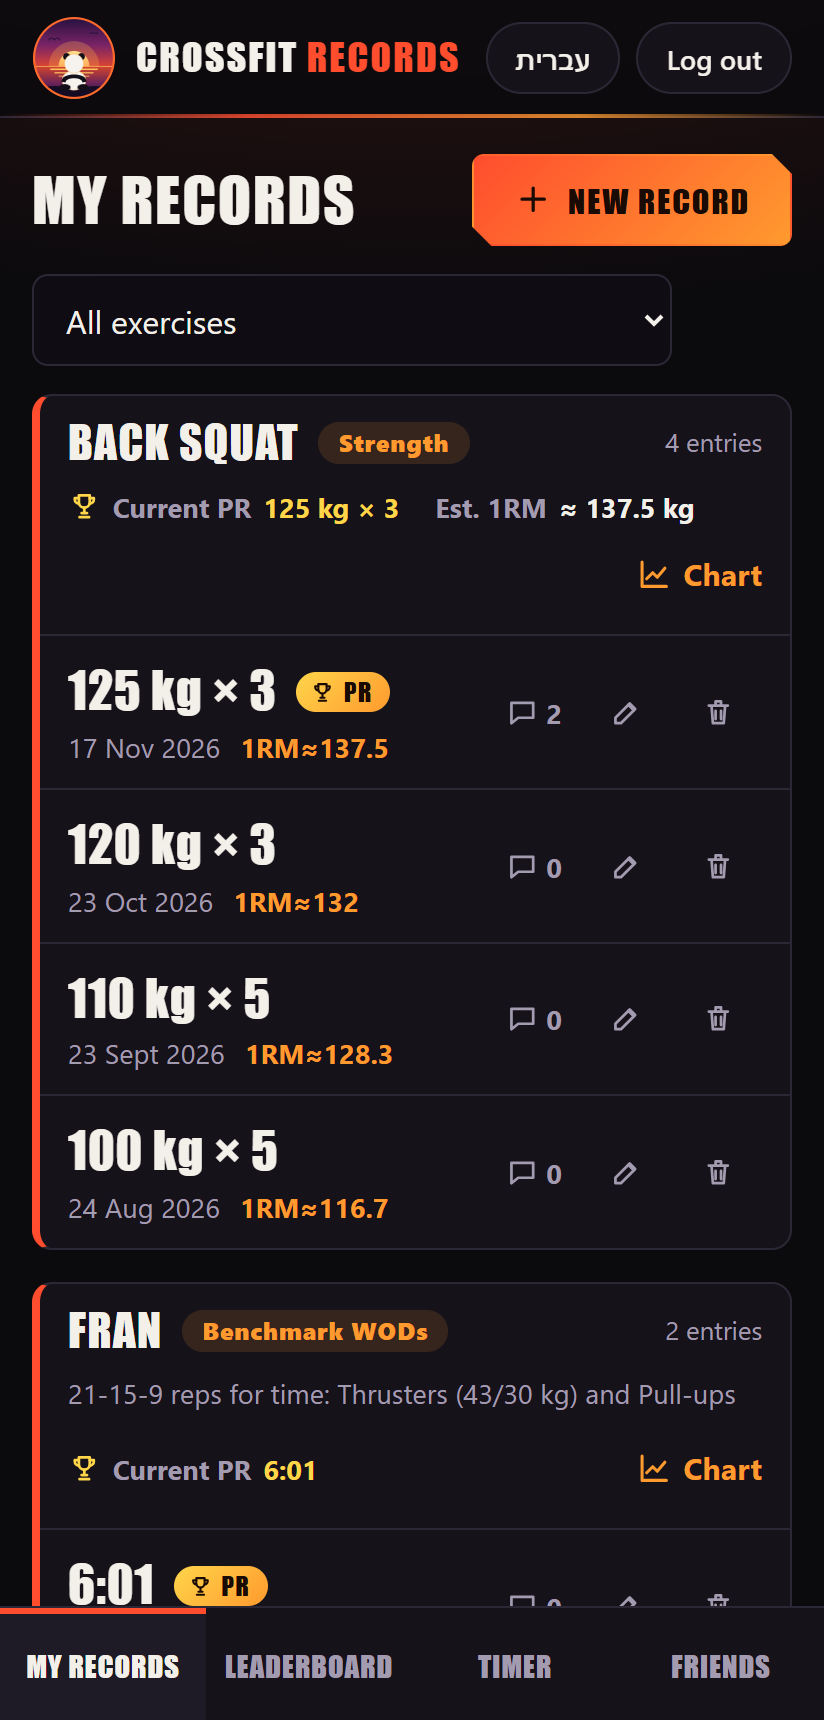 CROSSFIT RECORDS עברית Log out
MY RECORDS + NEW RECORD
All exercises
BACK SQUAT Strength 4 entries
Current PR 125 kg × 3 Est. 1RM ≈ 137.5 kg
Chart
125 kg × 3 PR
17 Nov 2026 1RM≈137.5
2
120 kg × 3
23 Oct 2026 1RM≈132
0
110 kg × 5
23 Sept 2026 1RM≈128.3
0
100 kg × 5
24 Aug 2026 1RM≈116.7
0
FRAN Benchmark WODs 2 entries
21-15-9 reps for time: Thrusters (43/30 kg) and Pull-ups
Current PR 6:01 Chart
6:01 PR
0
MY RECORDS LEADERBOARD TIMER FRIENDS